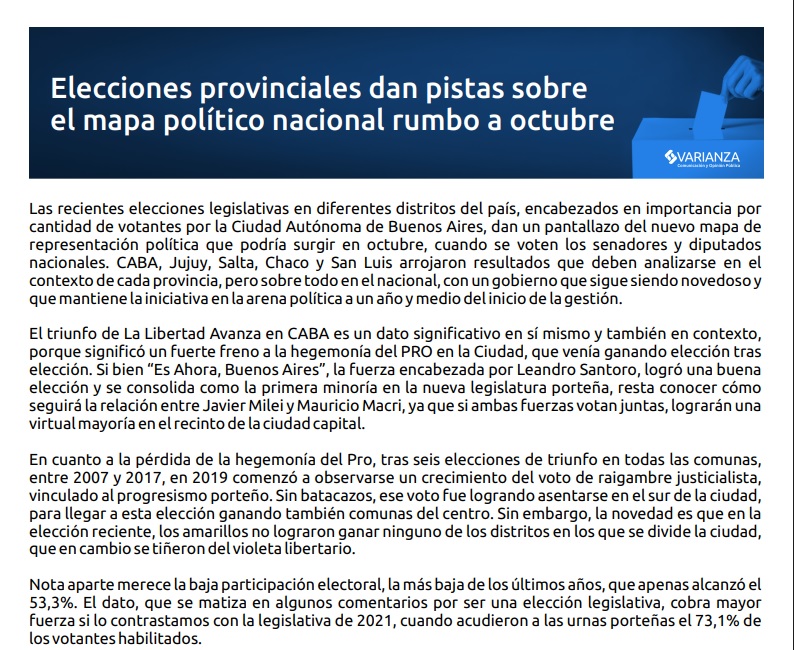 Elecciones provinciales dan pistas sobre
el mapa político nacional rumbo a octubre
VARIANZA
Comunicación y Opinión Pública
Las recientes elecciones legislativas en diferentes distritos del país, encabezados en importancia por
cantidad de votantes por la Ciudad Autónoma de Buenos Aires, dan un pantallazo del nuevo mapa de
representación política que podría surgir en octubre, cuando se voten los senadores y diputados
nacionales. CABA, Jujuy, Salta, Chaco y San Luis arrojaron resultados que deben analizarse en el
contexto de cada provincia, pero sobre todo en el nacional, con un gobierno que sigue siendo novedoso y
que mantiene la iniciativa en la arena política a un año y medio del inicio de la gestión.
El triunfo de La Libertad Avanza en CABA es un dato significativo en sí mismo y también en contexto,
porque significó un fuerte freno a la hegemonía del PRO en la Ciudad, que venía ganando elección tras
elección. Si bien “Es Ahora, Buenos Aires”, la fuerza encabezada por Leandro Santoro, logró una buena
elección y se consolida como la primera minoría en la nueva legislatura porteña, resta conocer cómo
seguirá la relación entre Javier Milei y Mauricio Macri, ya que si ambas fuerzas votan juntas, lograrán una
virtual mayoría en el recinto de la ciudad capital.
En cuanto a la pérdida de la hegemonía del Pro, tras seis elecciones de triunfo en todas las comunas,
entre 2007 y 2017, en 2019 comenzó a observarse un crecimiento del voto de raigambre justicialista,
vinculado al progresismo porteño. Sin batacazos, ese voto fue logrando asentarse en el sur de la ciudad,
para llegar a esta elección ganando también comunas del centro. Sin embargo, la novedad es que en la
elección reciente, los amarillos no lograron ganar ninguno de los distritos en los que se divide la ciudad,
que en cambio se tiñeron del violeta libertario.
Nota aparte merece la baja participación electoral, la más baja de los últimos años, que apenas alcanzó el
53,3%. El dato, que se matiza en algunos comentarios por ser una elección legislativa, cobra mayor
fuerza si lo contrastamos con la legislativa de 2021, cuando acudieron a las urnas porteñas el 73,1% de
los votantes habilitados.